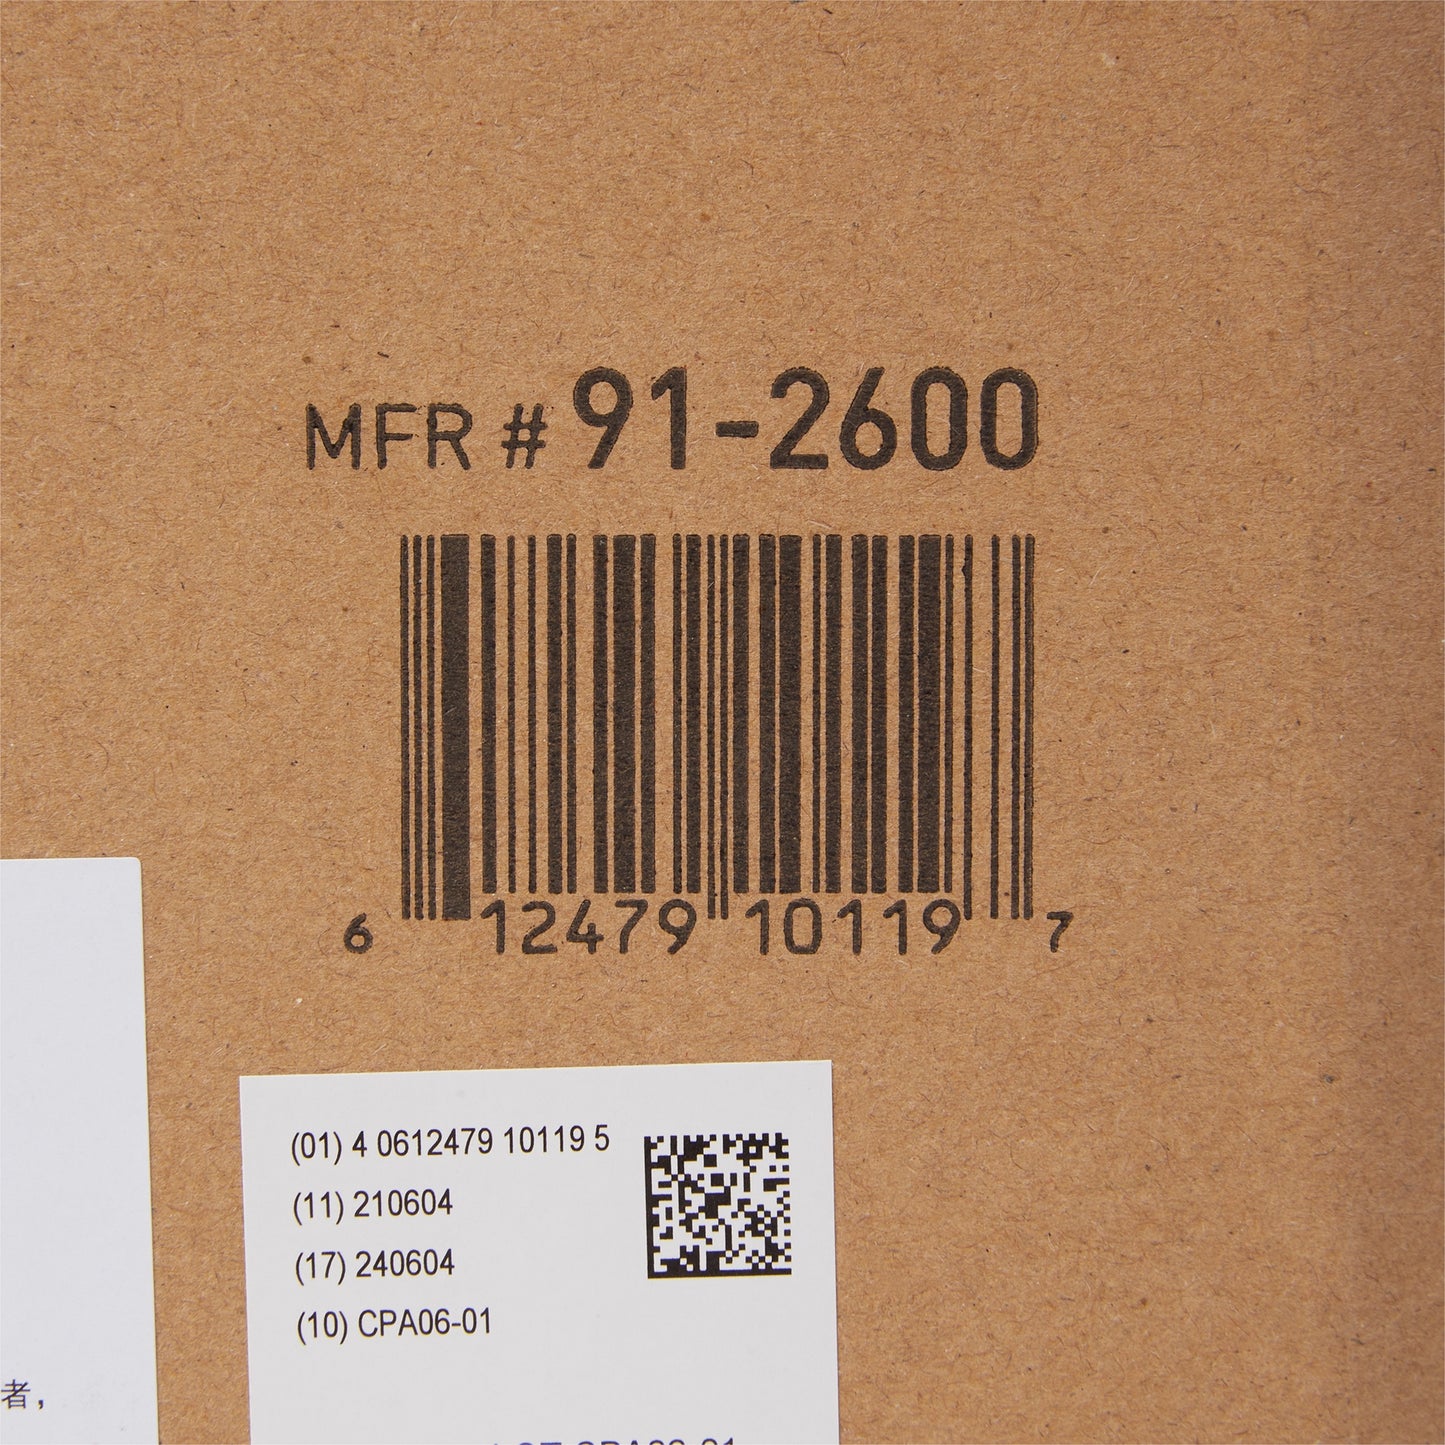 MFR # 91-2600
6 12479 10119 7
(01) 4 0612479 10119 5
(11) 210604
(17) 240604
(10) CPA06-01
者，